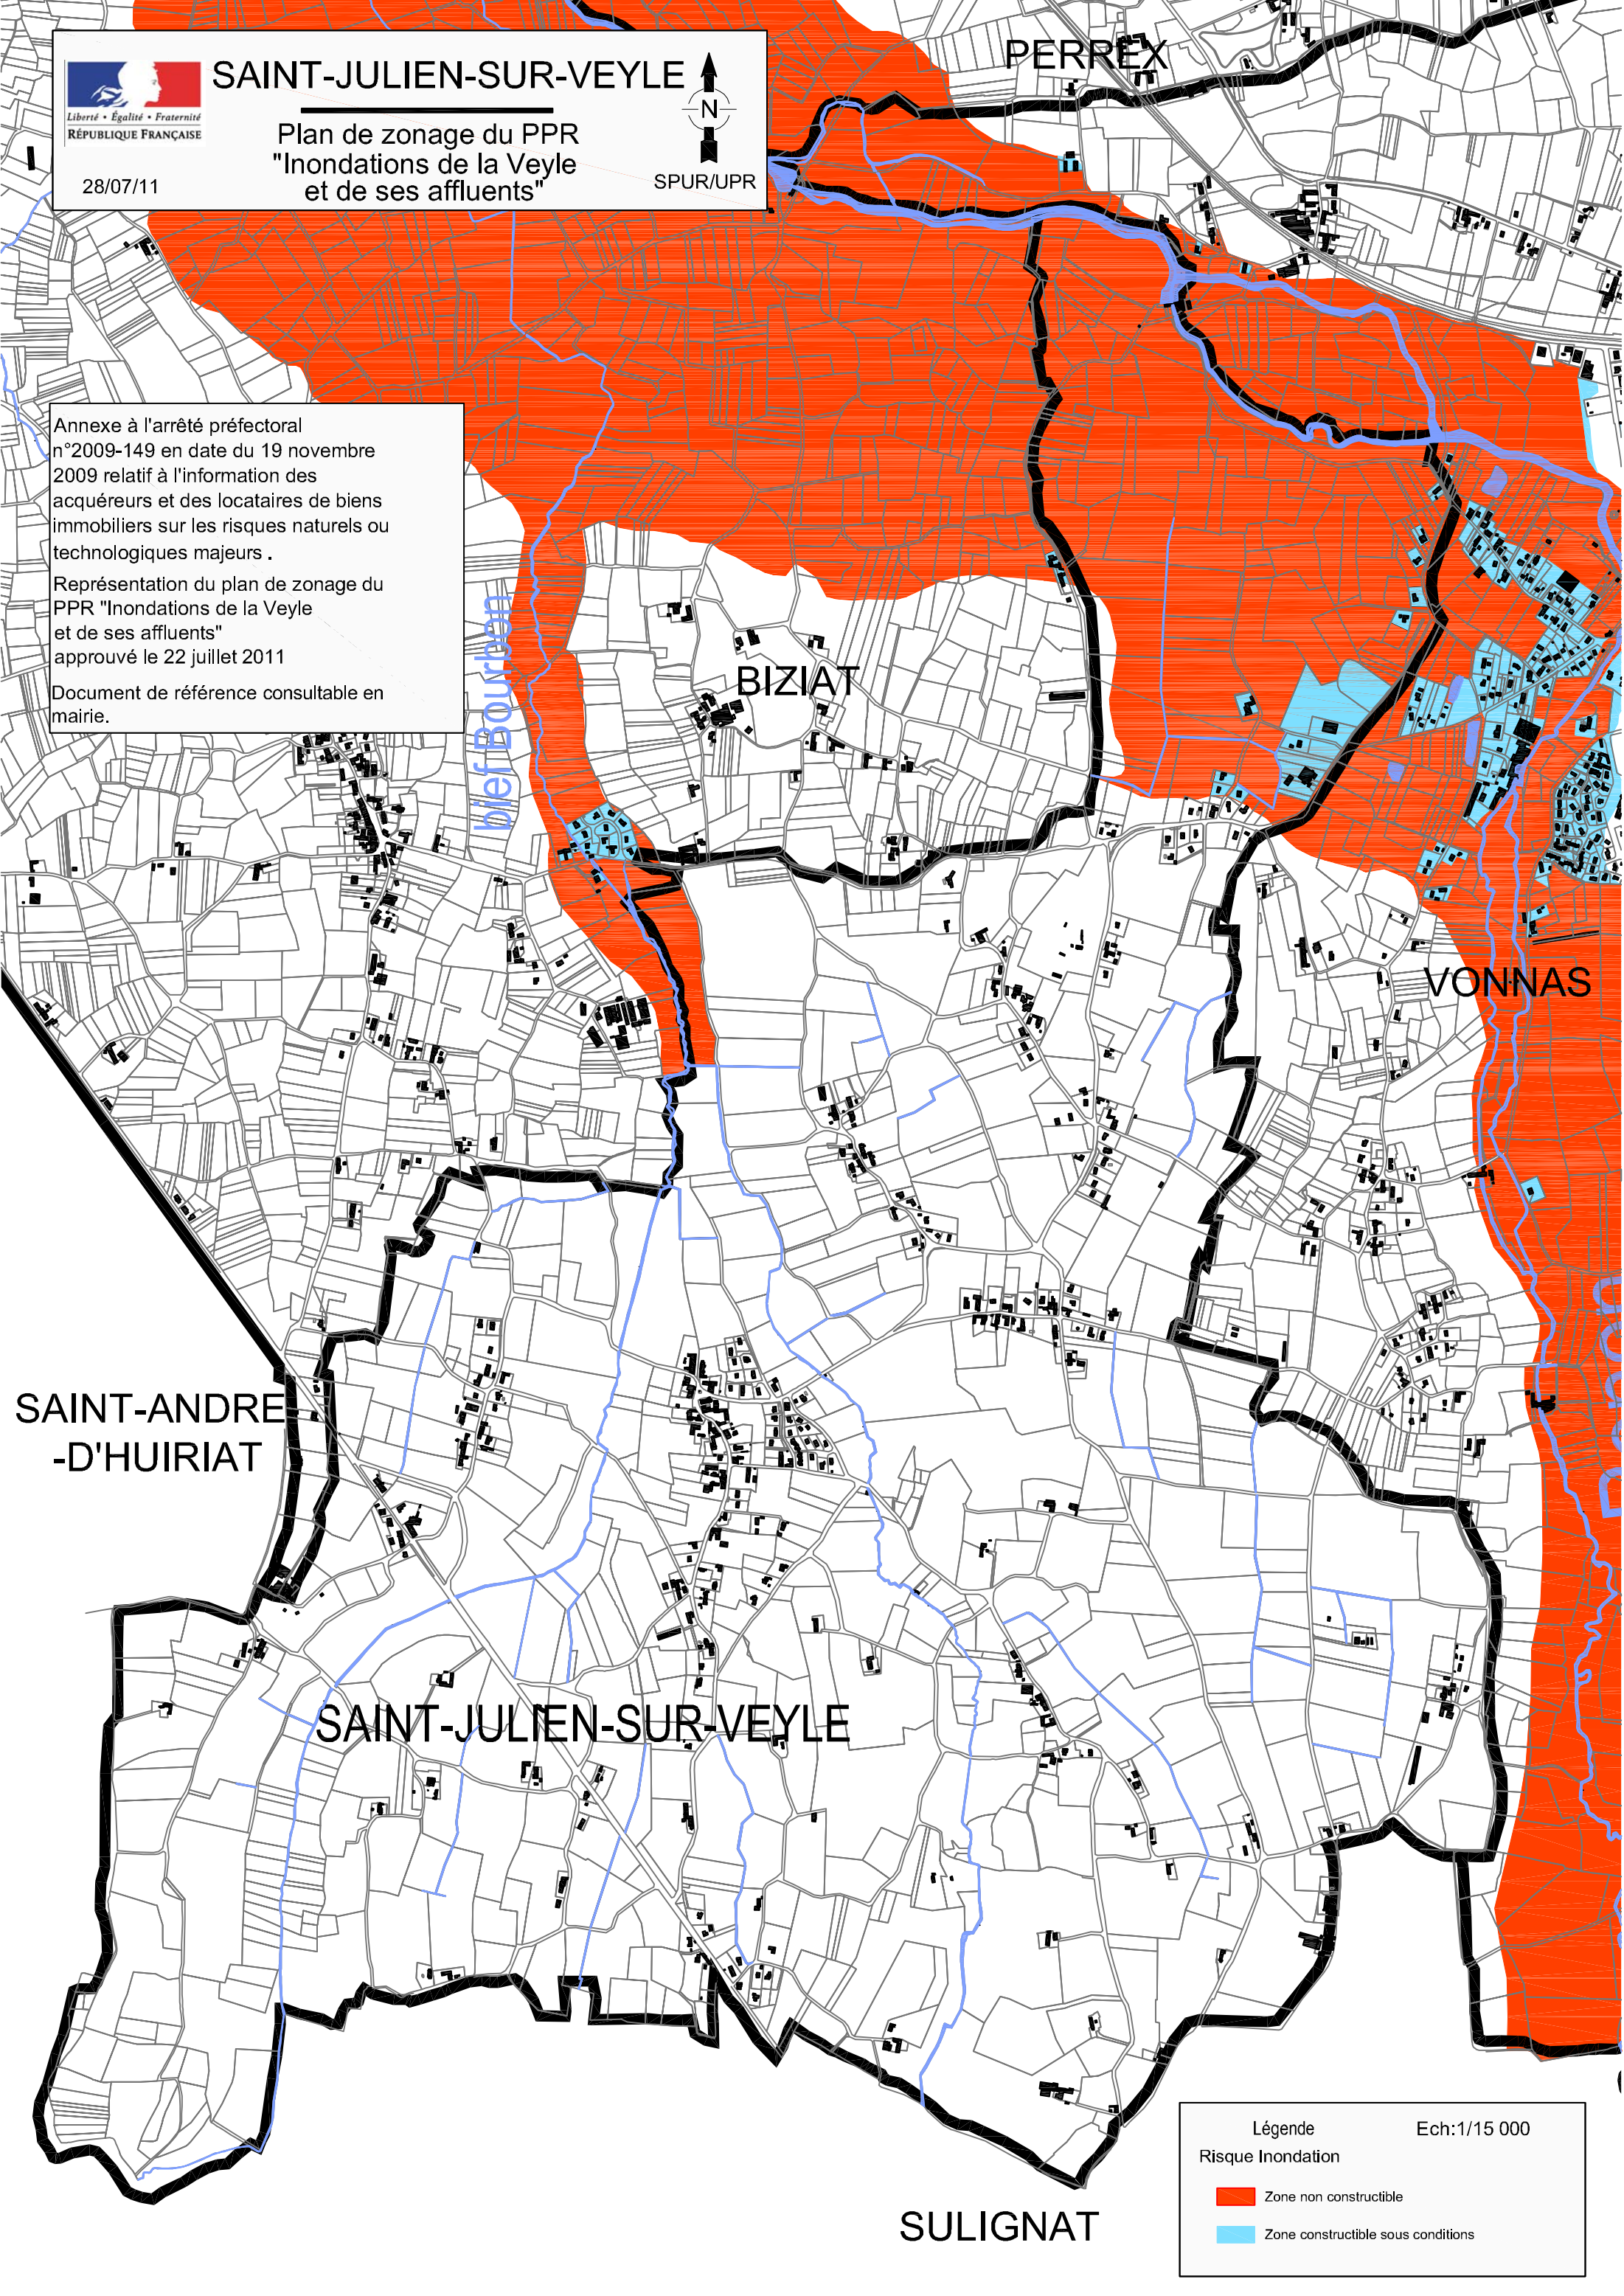 SAINT-JULIEN-SUR-VEYLE
Plan de zonage du PPR
"Inondations de la Veyle
et de ses affluents"
Liberté • Égalité • Fraternité
RÉPUBLIQUE FRANÇAISE
28/07/11
N
SPUR/UPR
PERREX
Annexe à l'arrêté préfectoral
n°2009-149 en date du 19 novembre
2009 relatif à l'information des
acquéreurs et des locataires de biens
immobiliers sur les risques naturels ou
technologiques majeurs .
Représentation du plan de zonage du
PPR "Inondations de la Veyle
et de ses affluents"
approuvé le 22 juillet 2011
Document de référence consultable en
mairie.
bief Bourbon
BIZIAT
VONNAS
SAINT-ANDRE
-D'HUIRIAT
SAINT-JULIEN-SUR-VEYLE
SULIGNAT
Légende
Ech:1/15 000
Risque Inondation
Zone non constructible
Zone constructible sous conditions